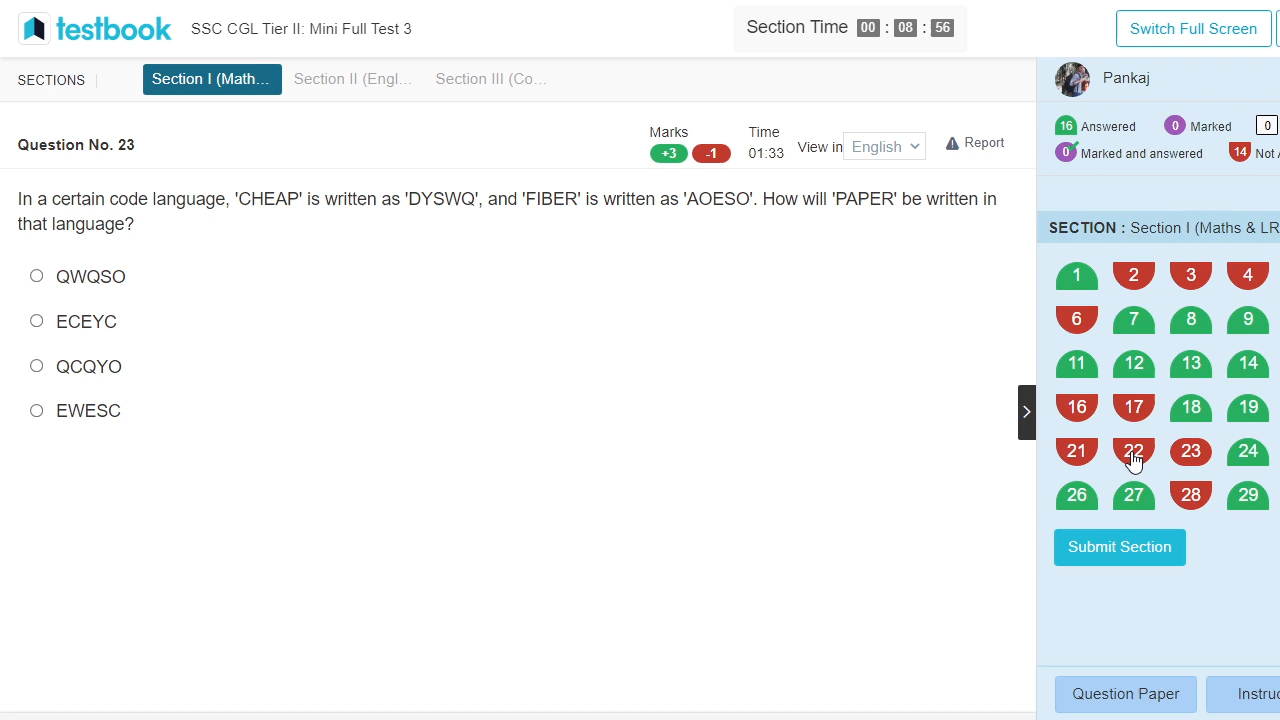 testbook SSC CGL Tier II: Mini Full Test 3 Section Time 00 : 08 : 56 Switch Full Screen
SECTIONS Section I (Math... Section II (Engl... Section III (Co...
Pankaj
16 Answered 0 Marked 0
0 Marked and answered 14 Not
Question No. 23
Marks
+3 -1
Time
01:33
View in English
Report
In a certain code language, 'CHEAP' is written as 'DYSWQ', and 'FIBER' is written as 'AOESO'. How will 'PAPER' be written in
that language?
QWQSO
ECEYC
QCQYO
EWESC
SECTION : Section I (Maths & LR
1 2 3 4
6 7 8 9
11 12 13 14
16 17 18 19
21 22 23 24
26 27 28 29
Submit Section
Question Paper Instruc